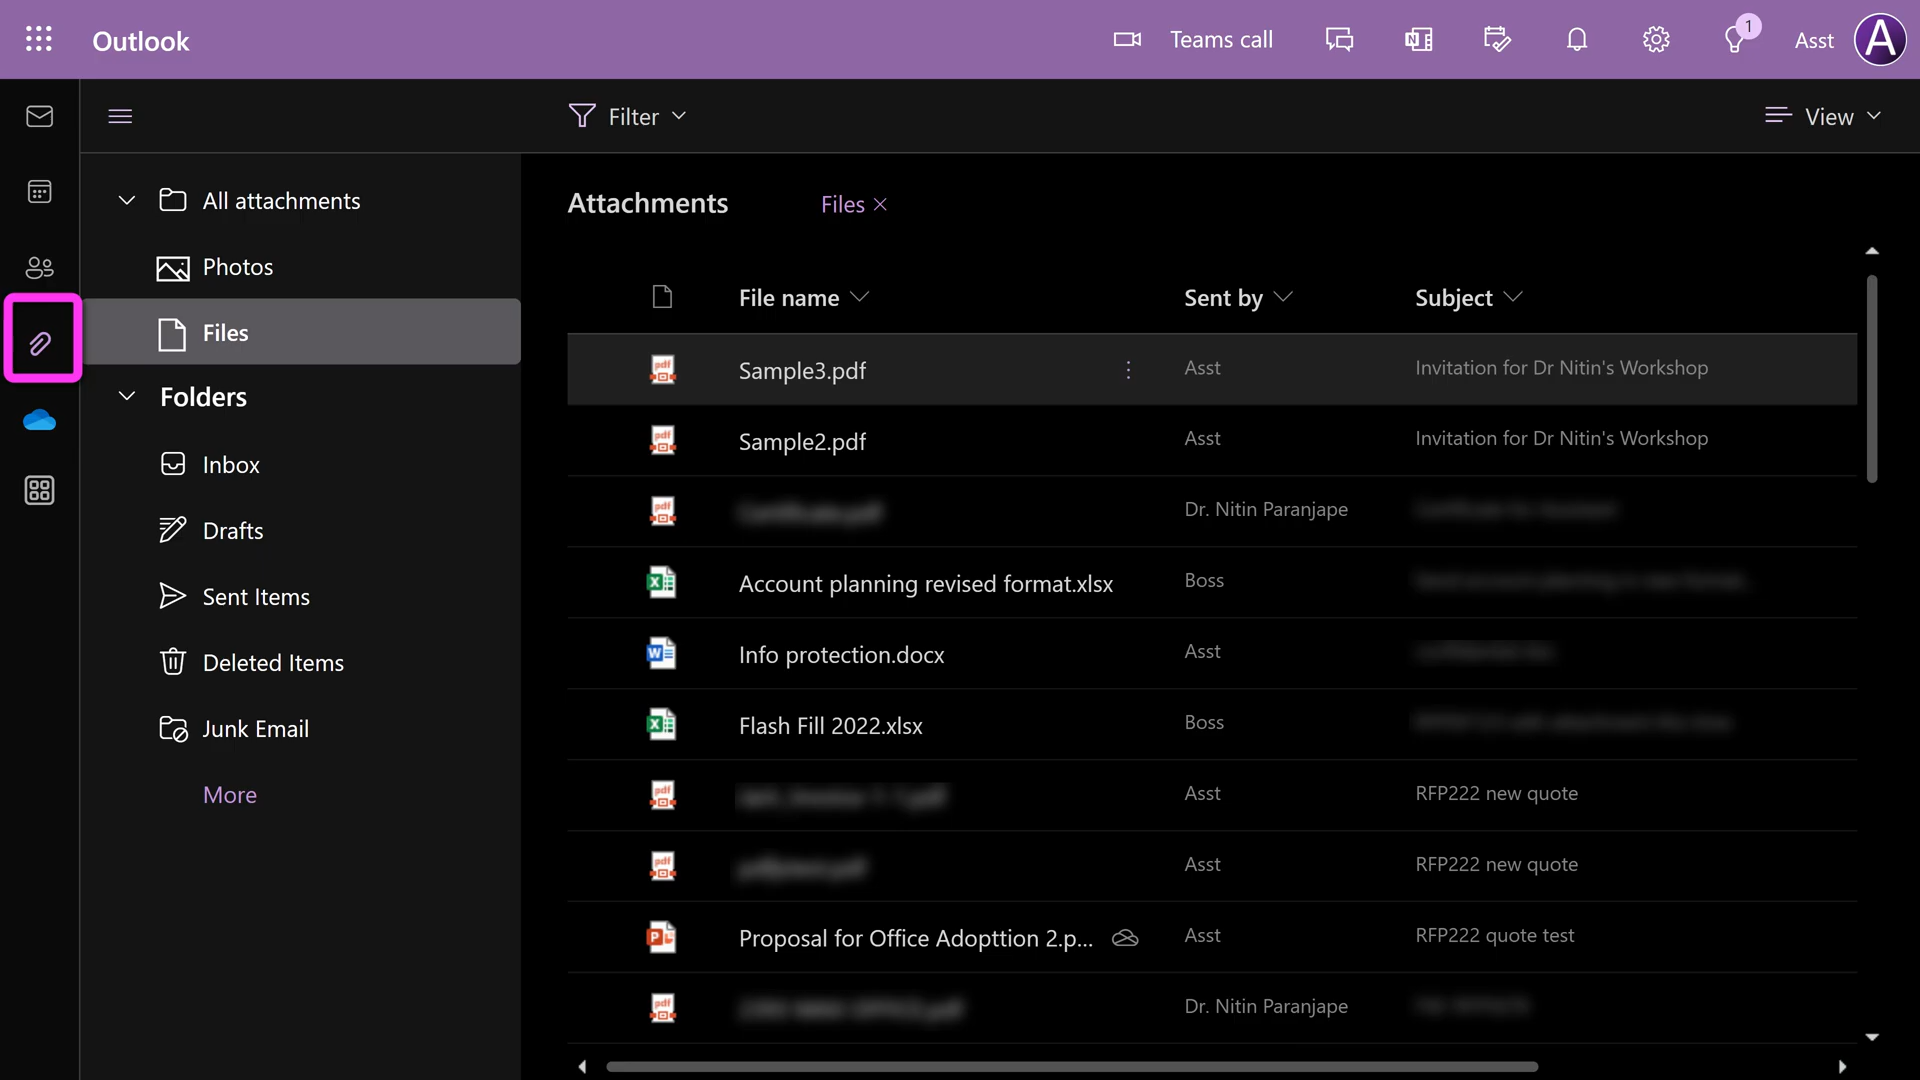 Outlook
Teams call
1
Asst
A
Filter
View
All attachments
Photos
Files
Folders
Inbox
Drafts
Sent Items
Deleted Items
Junk Email
More
Attachments
Files
File name
Sent by
Subject
Sample3.pdf
Asst
Invitation for Dr Nitin's Workshop
Sample2.pdf
Asst
Invitation for Dr Nitin's Workshop
Dr. Nitin Paranjape
Account planning revised format.xlsx
Boss
Info protection.docx
Asst
Flash Fill 2022.xlsx
Boss
Asst
RFP222 new quote
Asst
RFP222 new quote
Proposal for Office Adopttion 2.p...
Asst
RFP222 quote test
Dr. Nitin Paranjape